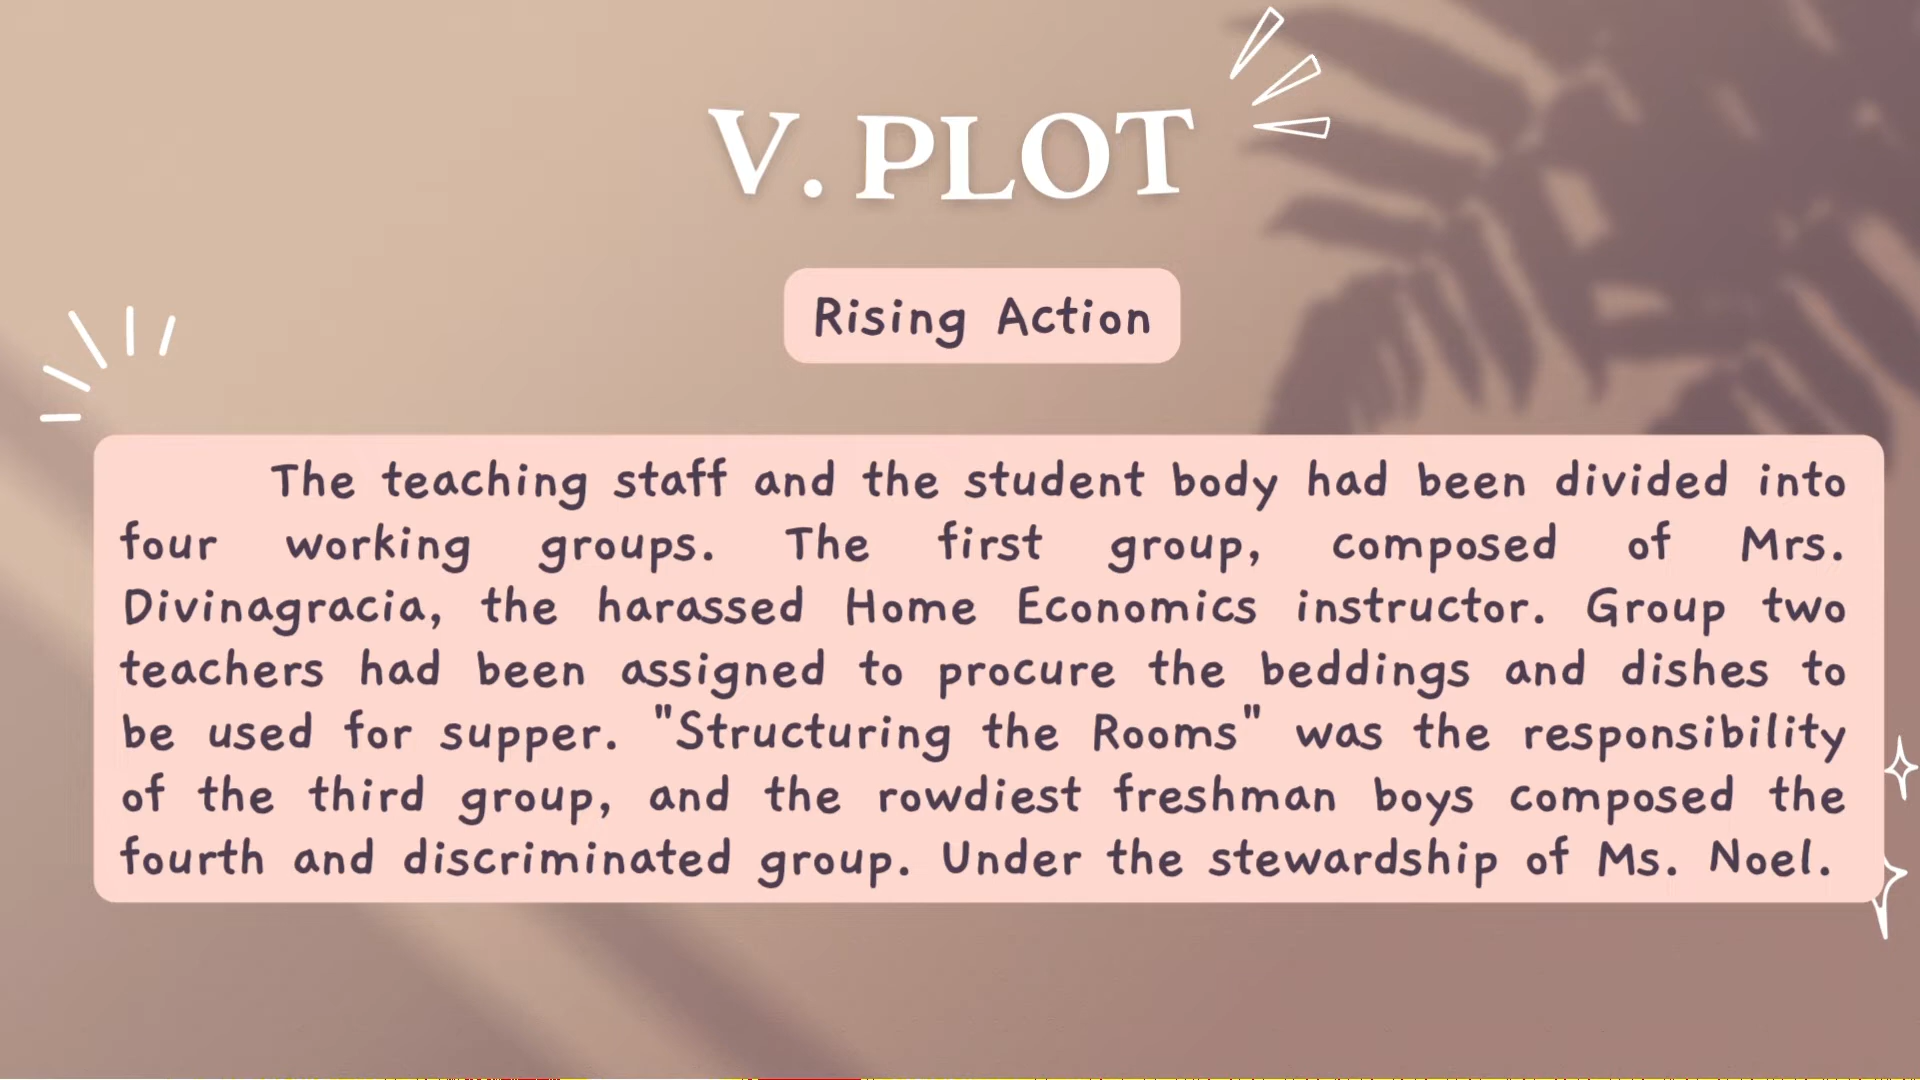 V. PLOT
Rising Action
The teaching staff and the student body had been divided into
four working groups. The first group, composed of Mrs.
Divinagracia, the harassed Home Economics instructor. Group two
teachers had been assigned to procure the beddings and dishes to
be used for supper. "Structuring the Rooms" was the responsibility
of the third group, and the rowdiest freshman boys composed the
fourth and discriminated group. Under the stewardship of Ms. Noel.